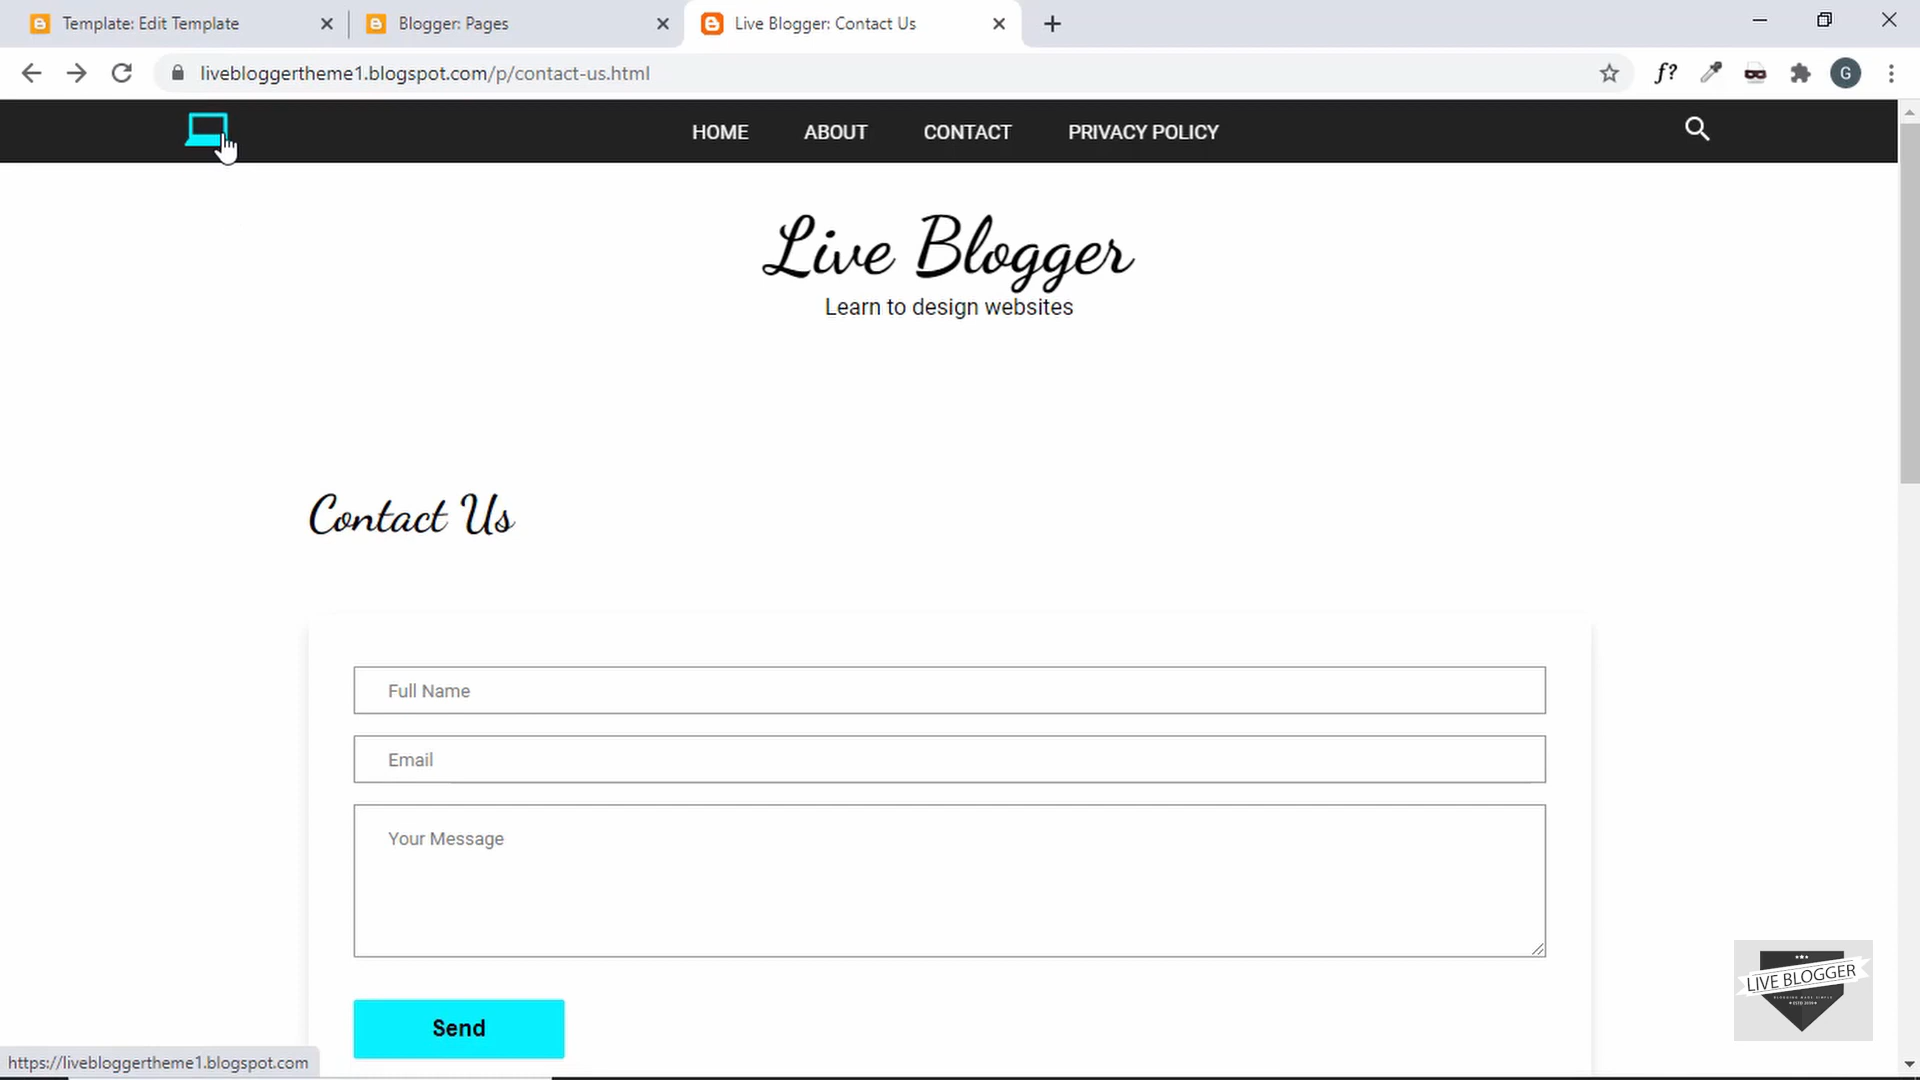 Template: Edit Template
Blogger: Pages
Live Blogger: Contact Us
livebloggertheme1.blogspot.com/p/contact-us.html
f?
G
HOME
ABOUT
CONTACT
PRIVACY POLICY
Live Blogger
Learn to design websites
Contact Us
Full Name
Email
Your Message
Send
LIVE BLOGGER
https://livebloggertheme1.blogspot.com